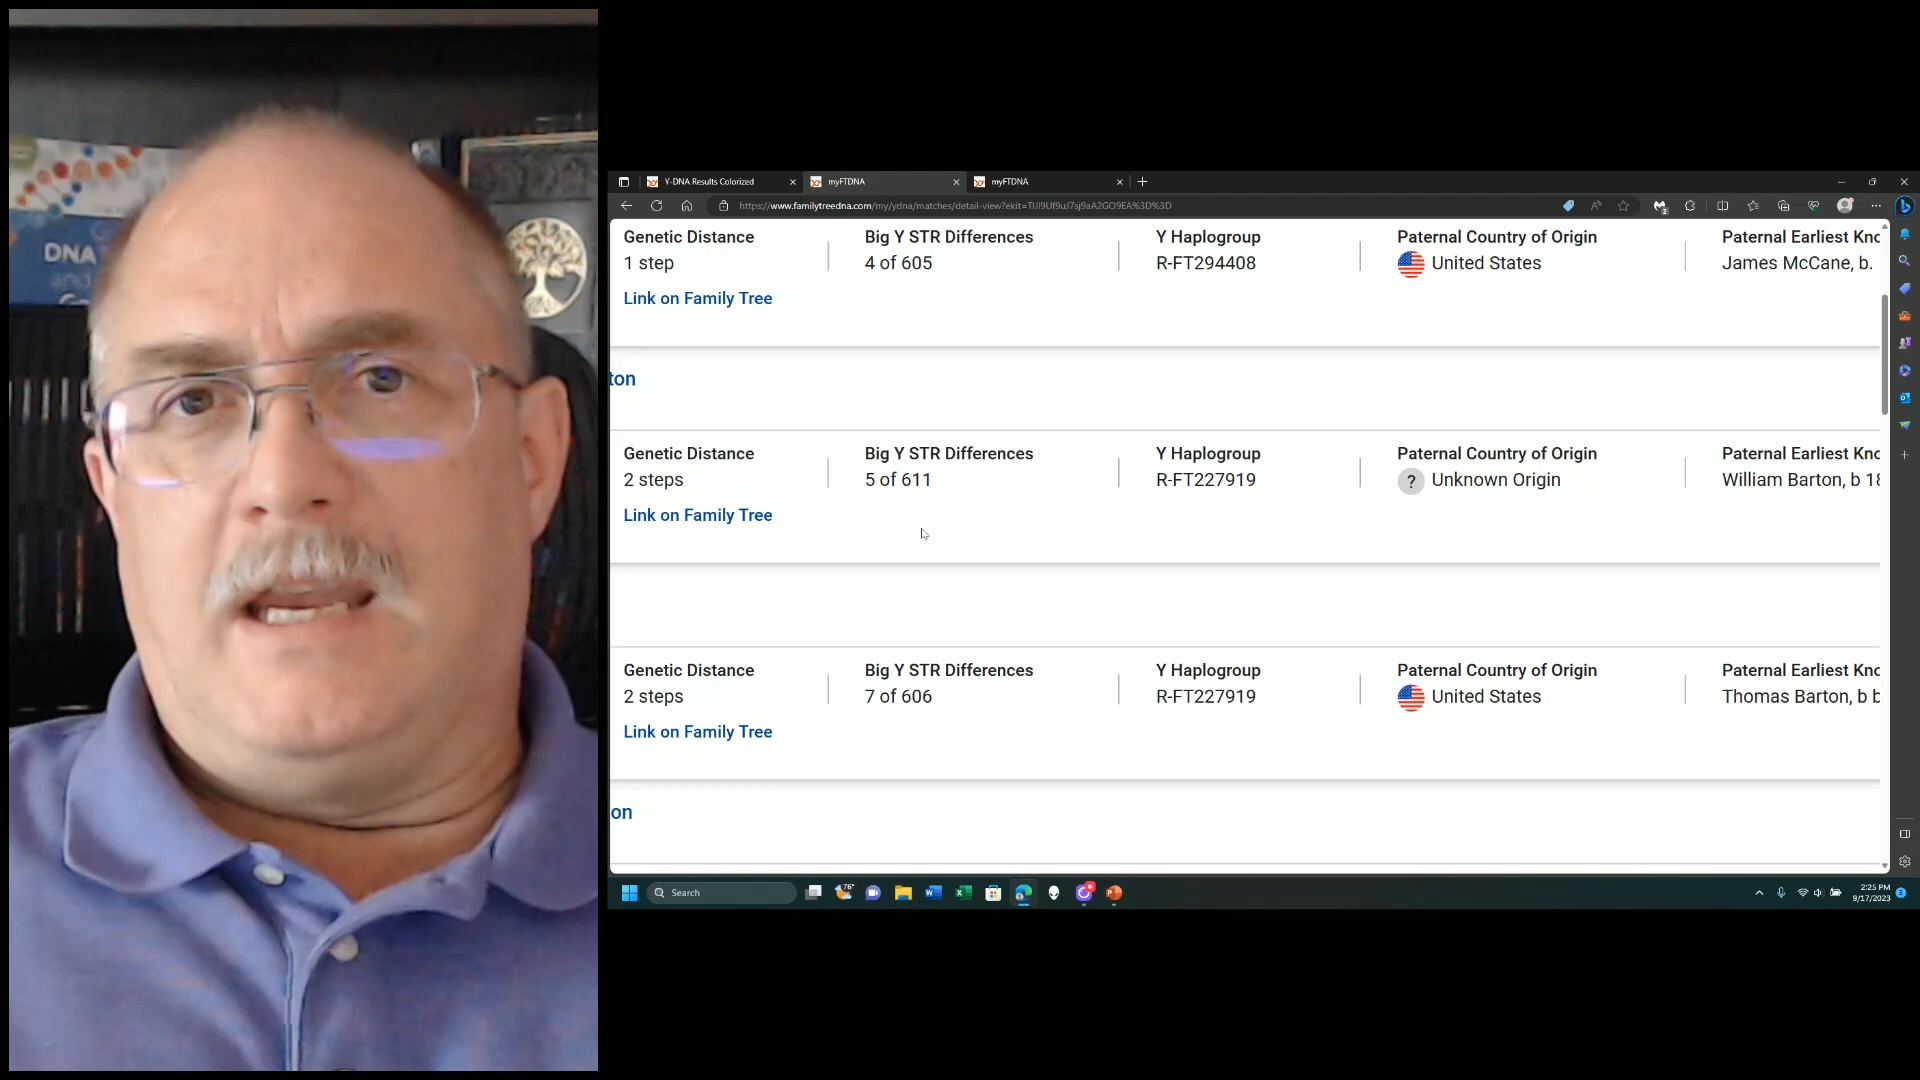 DNA
and
Y-DNA Results Colorized
myFTDNA
myFTDNA
https://www.familytreedna.com/my/ydna/matches/detail-view?ekit=
Genetic Distance Big Y STR Differences Y Haplogroup Paternal Country of Origin Paternal Earliest Knc
1 step 4 of 605 R-FT294408 United States James McCane, b.
Link on Family Tree
ton
Genetic Distance Big Y STR Differences Y Haplogroup Paternal Country of Origin Paternal Earliest Knc
2 steps 5 of 611 R-FT227919 ? Unknown Origin William Barton, b 18
Link on Family Tree
Genetic Distance Big Y STR Differences Y Haplogroup Paternal Country of Origin Paternal Earliest Knc
2 steps 7 of 606 R-FT227919 United States Thomas Barton, b b
Link on Family Tree
on
Search
76°
2:25 PM
9/17/2023